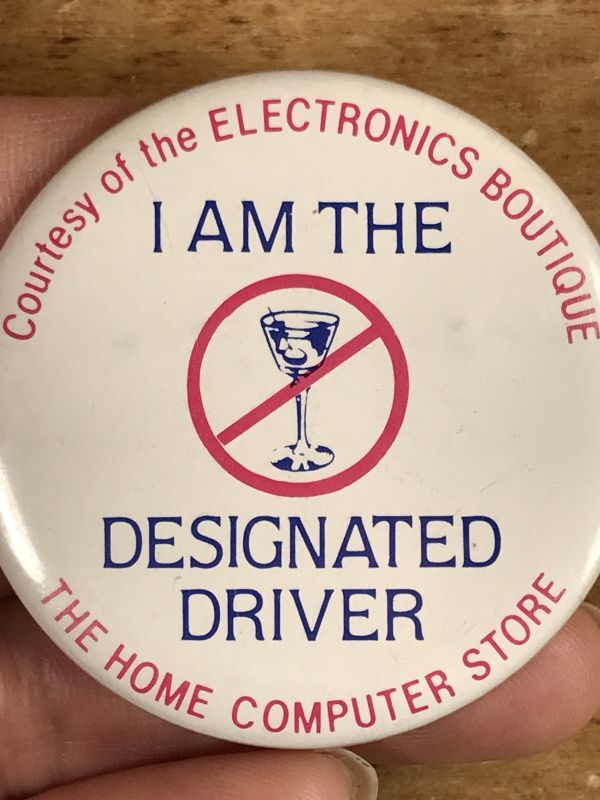 Courtesy of the ELECTRONICS BOUTIQUE
I AM THE
DESIGNATED
DRIVER
THE HOME COMPUTER STORE